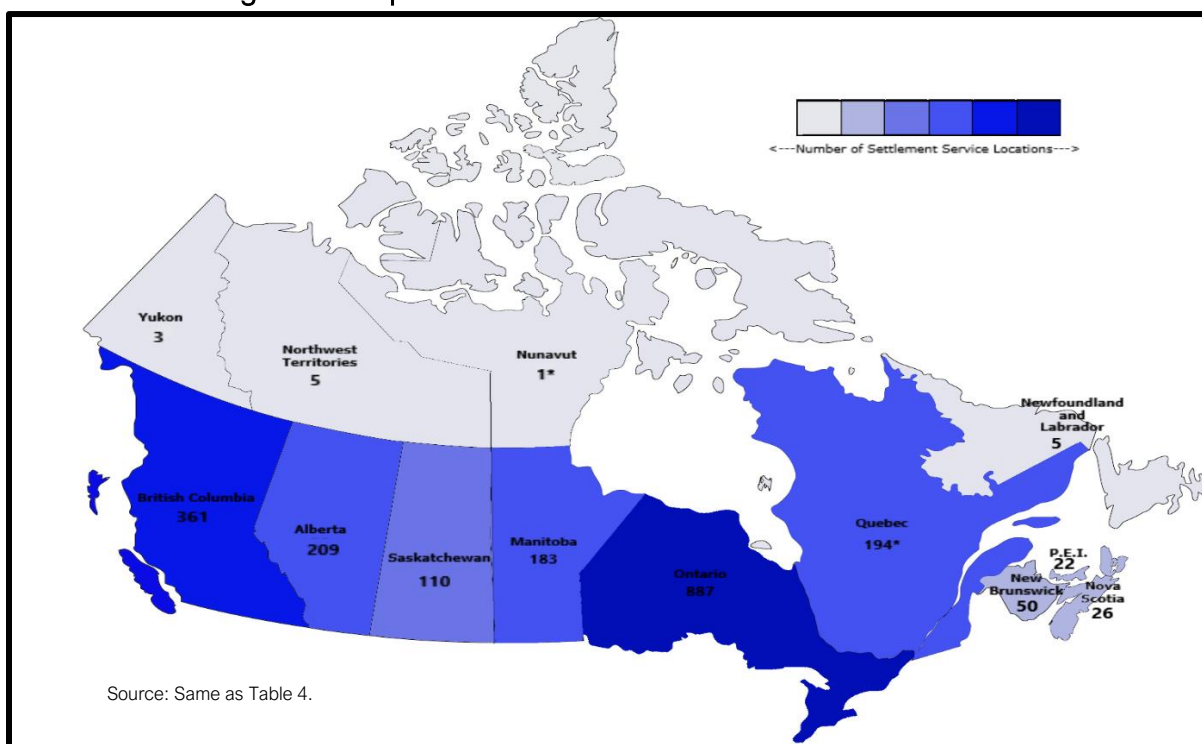 <---Number of Settlement Service Locations--->
Yukon
3
Northwest
Territories
5
Nunavut
1*
Newfoundland
and
Labrador
5
British Columbia
361
Alberta
209
Saskatchewan
110
Manitoba
183
Ontario
887
Quebec
194*
P.E.I.
22
New
Brunswick
50
Nova
Scotia
26
Source: Same as Table 4.